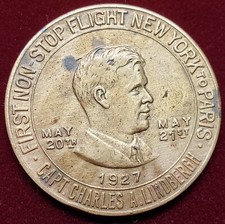 FIRST NON-STOP FLIGHT NEW YORK TO PARIS
MAY
20TH
MAY
21ST
1927
· CAPT CHARLES A. LINDBERGH ·